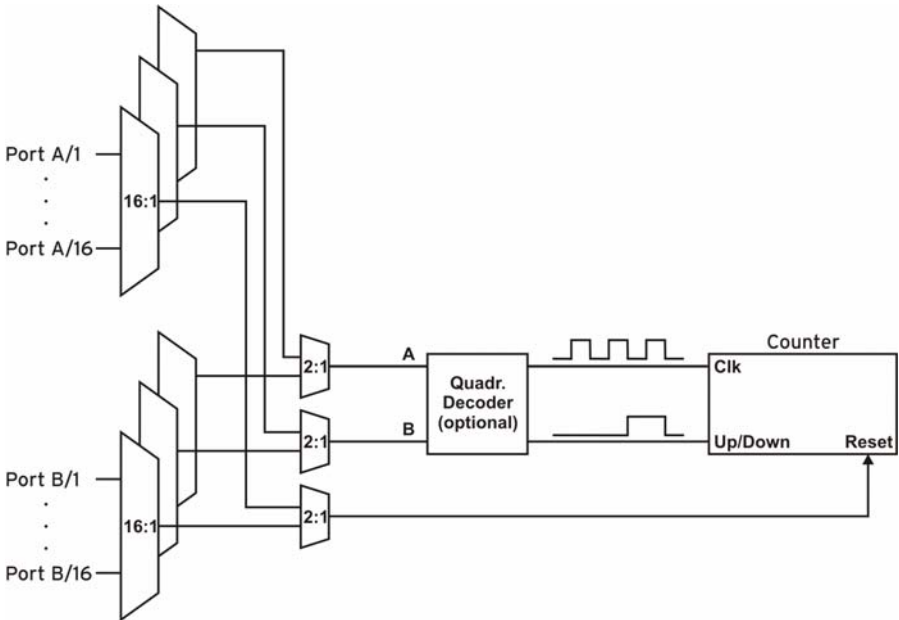 Port A/1
16:1
Port A/16
2:1
A
Quadr.
Decoder
(optional)
B
2:1
2:1
Counter
Clk
Up/Down
Reset
Port B/1
16:1
Port B/16